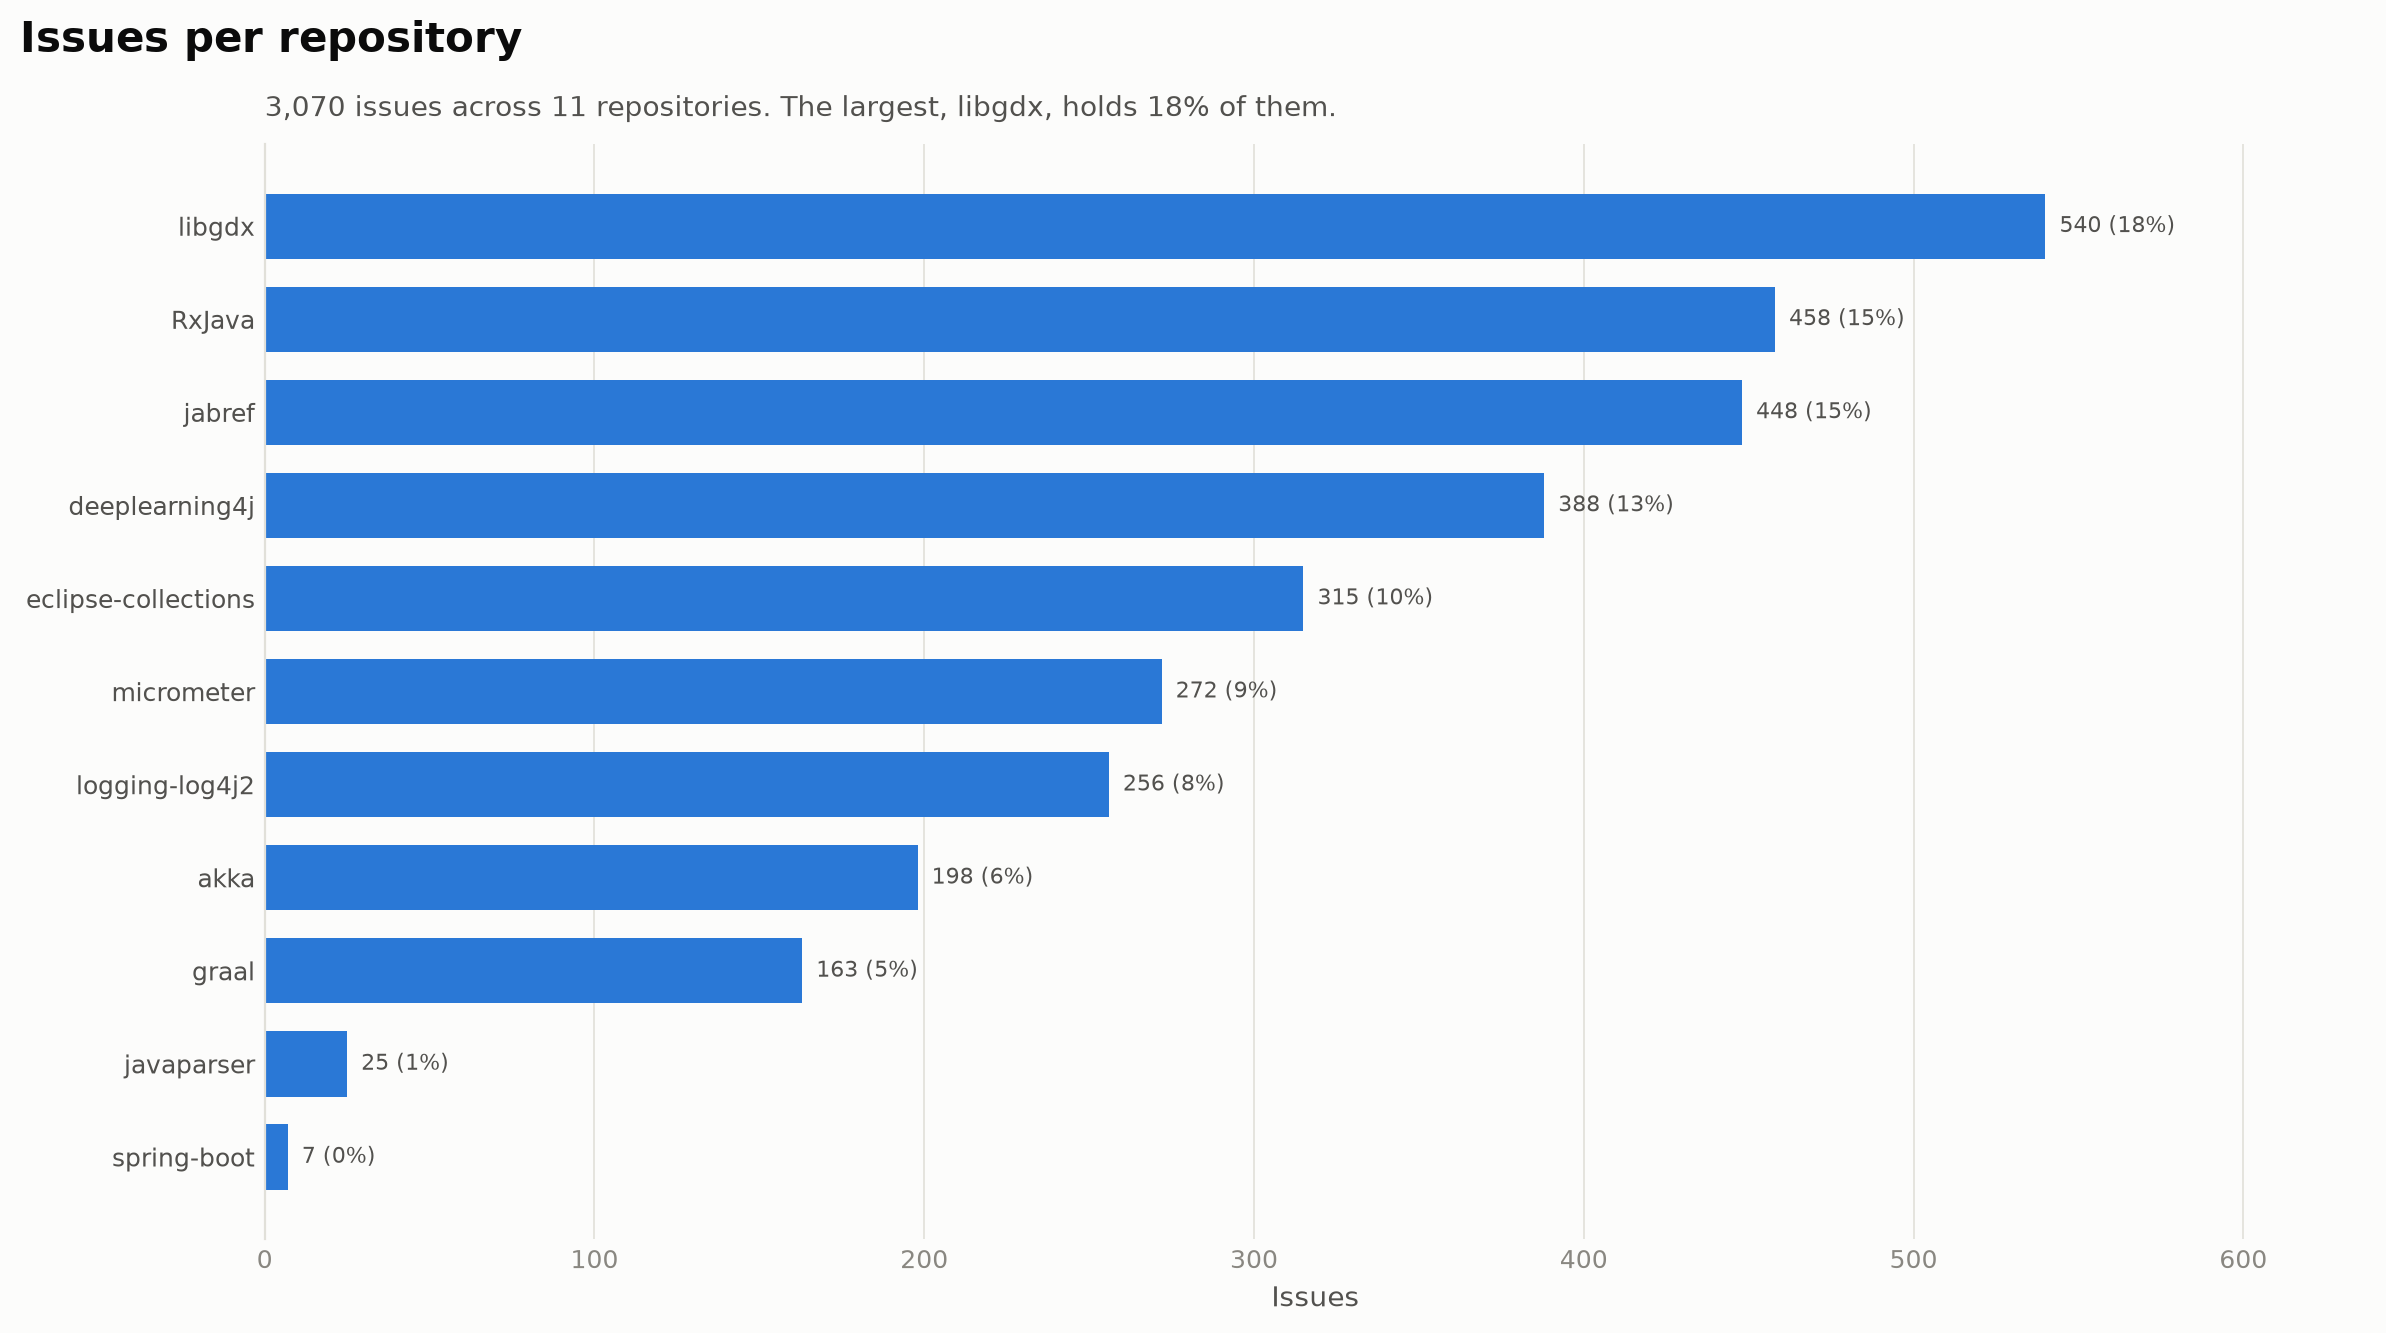 Issues per repository
3,070 issues across 11 repositories. The largest, libgdx, holds 18% of them.
libgdx 540 (18%)
RxJava 458 (15%)
jabref 448 (15%)
deeplearning4j 388 (13%)
eclipse-collections 315 (10%)
micrometer 272 (9%)
logging-log4j2 256 (8%)
akka 198 (6%)
graal 163 (5%)
javaparser 25 (1%)
spring-boot 7 (0%)
0 100 200 300 400 500 600
Issues